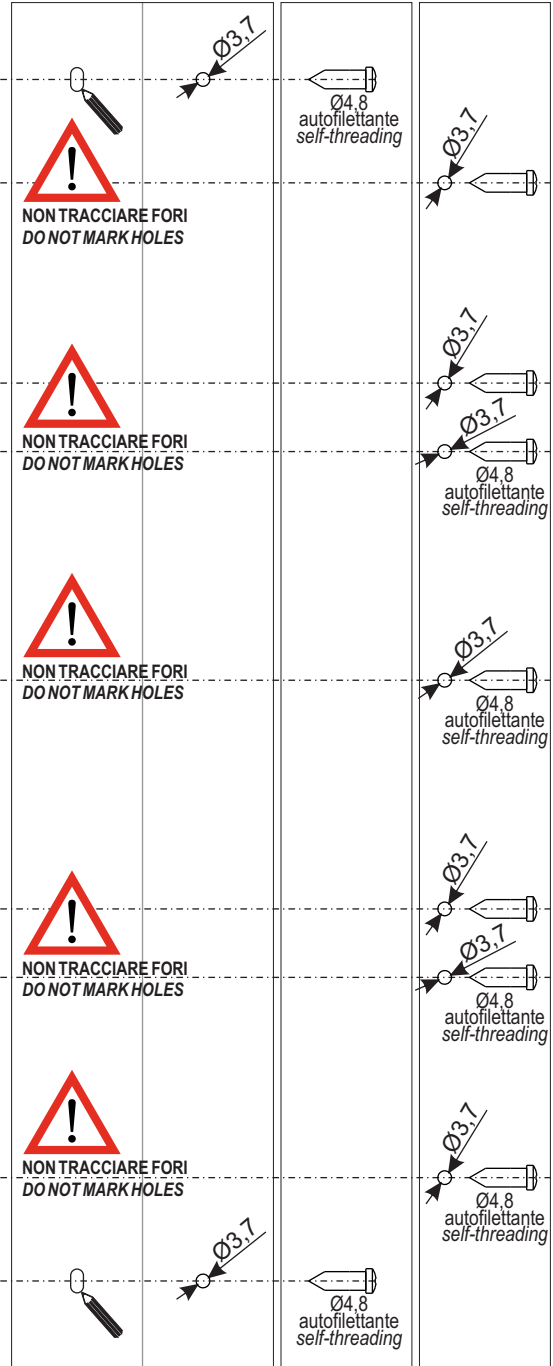 Ø3,7
Ø4,8
autofilettante
self-threading
Ø3,7
NON TRACCIARE FORI
DO NOT MARK HOLES
Ø3,7
Ø3,7
NON TRACCIARE FORI
DO NOT MARK HOLES
Ø4,8
autofilettante
self-threading
Ø3,7
NON TRACCIARE FORI
DO NOT MARK HOLES
Ø4,8
autofilettante
self-threading
Ø3,7
Ø3,7
NON TRACCIARE FORI
DO NOT MARK HOLES
Ø4,8
autofilettante
self-threading
Ø3,7
NON TRACCIARE FORI
DO NOT MARK HOLES
Ø4,8
autofilettante
self-threading
Ø3,7
Ø4,8
autofilettante
self-threading